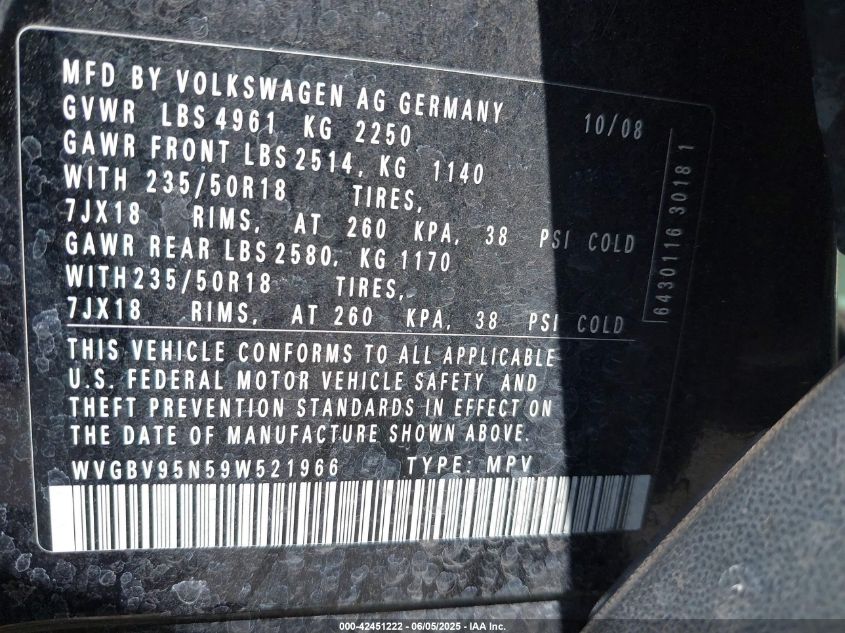 MFD BY VOLKSWAGEN AG GERMANY
GVWR LBS 4961 KG 2250 10/08
GAWR FRONT LBS 2514, KG 1140
WITH 235/50R18 TIRES,
7JX18 RIMS, AT 260 KPA, 38 PSI COLD
GAWR REAR LBS 2580, KG 1170
WITH 235/50R18 TIRES,
7JX18 RIMS, AT 260 KPA, 38 PSI COLD
6430116 3018 1
THIS VEHICLE CONFORMS TO ALL APPLICABLE
U.S. FEDERAL MOTOR VEHICLE SAFETY AND
THEFT PREVENTION STANDARDS IN EFFECT ON
THE DATE OF MANUFACTURE SHOWN ABOVE.
WVGBV95N59W521966 TYPE: MPV
000-42451222 - 06/05/2025 - IAA Inc.